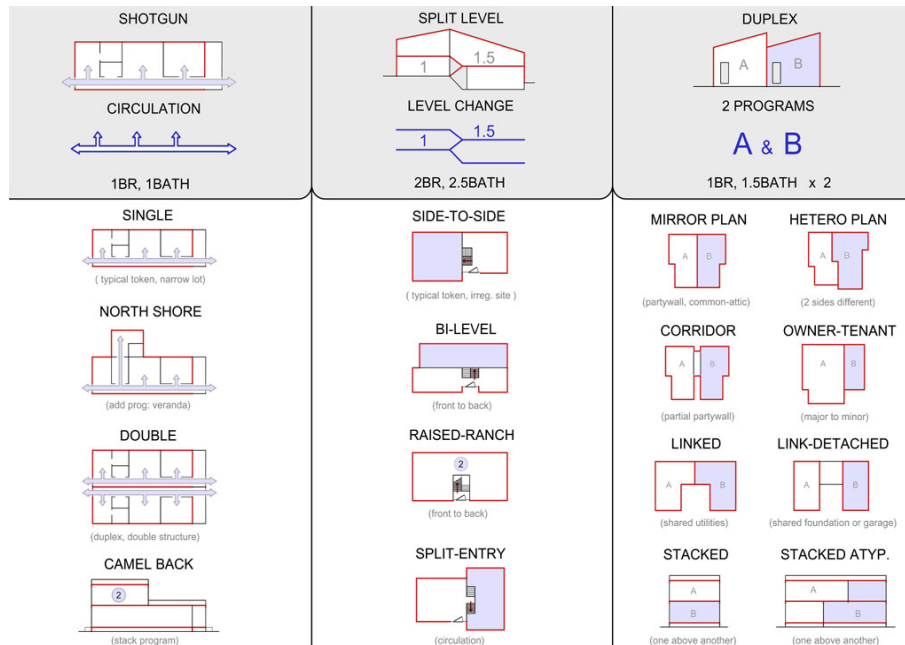 SHOTGUN
CIRCULATION
1BR, 1BATH
SINGLE
( typical token, narrow lot)
NORTH SHORE
(add prog: veranda)
DOUBLE
(duplex, double structure)
CAMEL BACK
2
(stack program)
SPLIT LEVEL
1
1.5
LEVEL CHANGE
1
1.5
2BR, 2.5BATH
SIDE-TO-SIDE
( typical token, irreg. site )
BI-LEVEL
(front to back)
RAISED-RANCH
2
(front to back)
SPLIT-ENTRY
(circulation)
DUPLEX
A B
2 PROGRAMS
A & B
1BR, 1.5BATH x 2
MIRROR PLAN
A B
(partywall, common-attic)
HETERO PLAN
A B
(2 sides different)
CORRIDOR
A B
(partial partywall)
OWNER-TENANT
A B
(major to minor)
LINKED
A B
(shared utilities)
LINK-DETACHED
A B
(shared foundation or garage)
STACKED
A
B
(one above another)
STACKED ATYP.
A
B
(one above another)